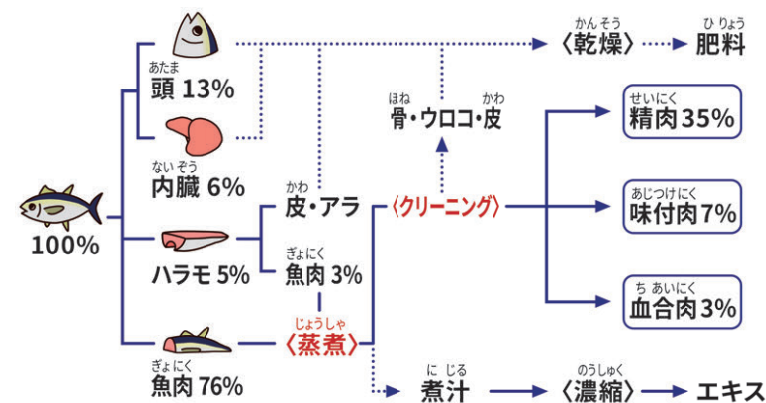 かんそう
〈乾燥〉
ひりょう
肥料
あたま
頭 13%
ほね かわ
骨・ウロコ・皮
せいにく
精肉35%
ないぞう
内臓 6%
かわ
皮・アラ
〈クリーニング〉
あじつけにく
味付肉7%
100%
ハラモ 5%
ぎょにく
魚肉 3%
ちあいにく
血合肉3%
じょうしゃ
〈蒸煮〉
ぎょにく
魚肉 76%
にじる
煮汁
のうしゅく
〈濃縮〉
エキス